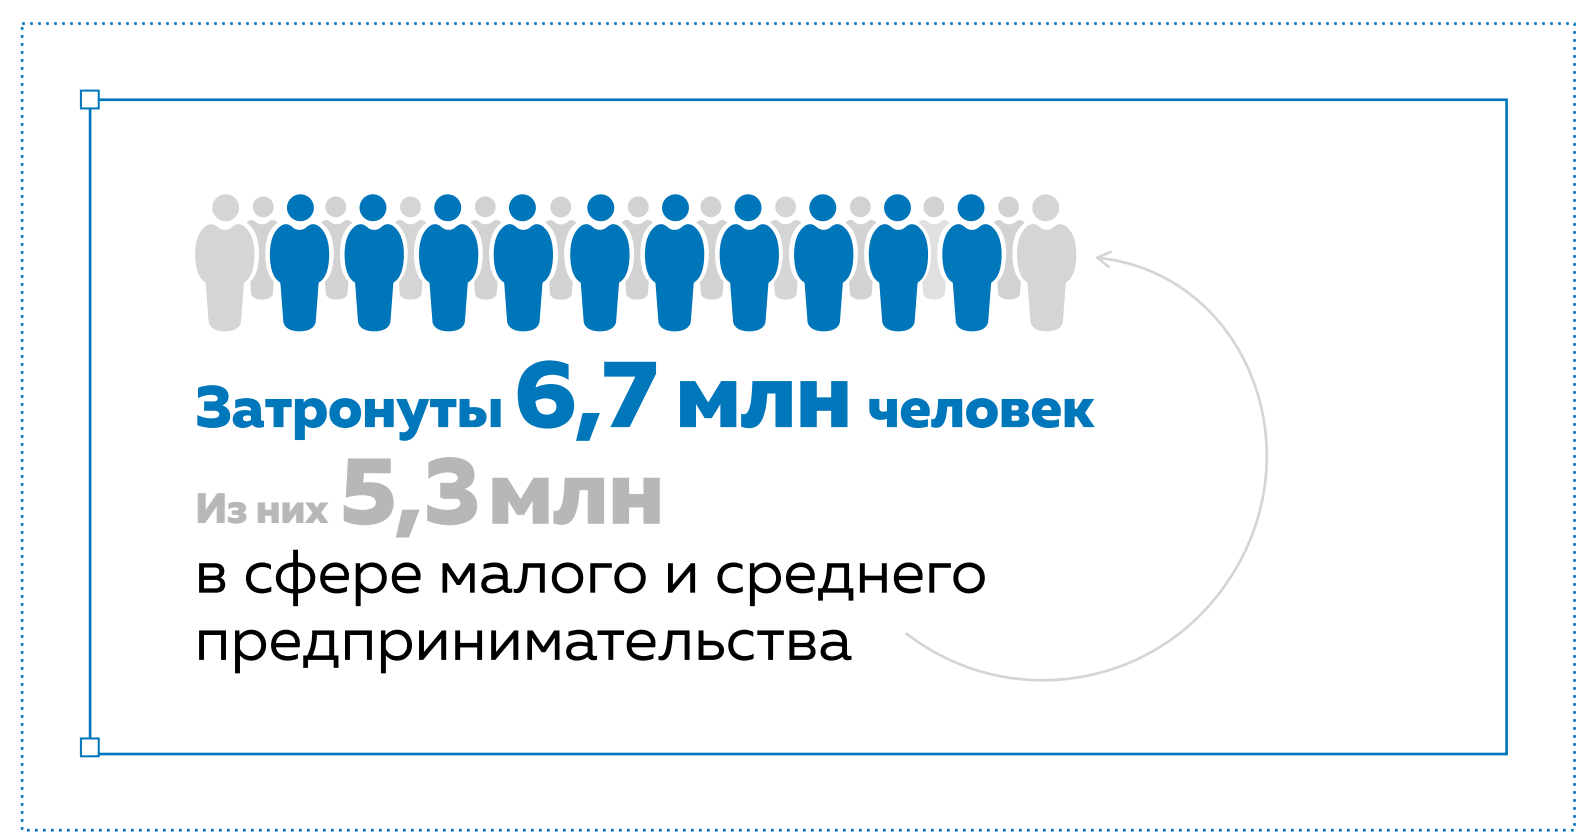 Затронуты 6,7 млн человек
Из них 5,3 млн
в сфере малого и среднего
предпринимательства